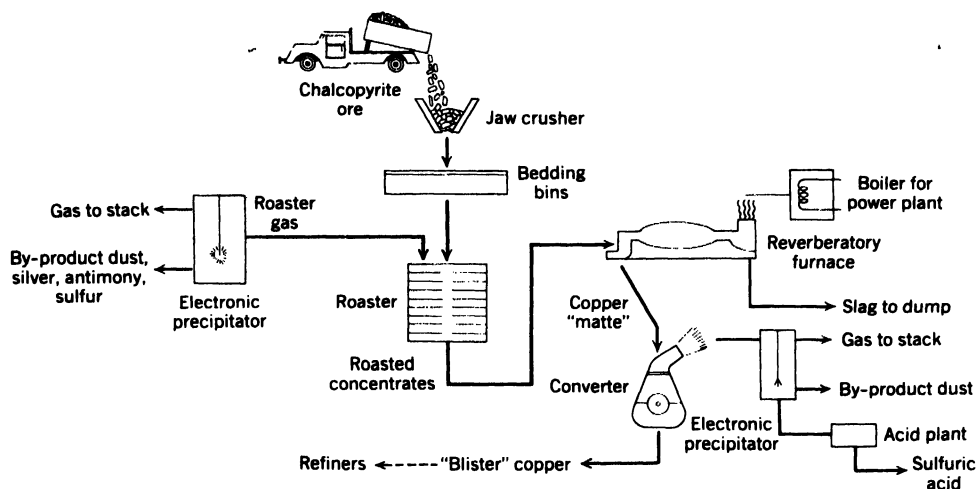 Chalcopyrite
ore
Jaw crusher
Bedding
bins
Boiler for
power plant
Gas to stack
Roaster
gas
By-product dust,
silver, antimony,
sulfur
Electronic
precipitator
Roaster
Reverberatory
furnace
Copper
"matte"
Slag to dump
Roasted
concentrates
Converter
Gas to stack
By-product dust
Electronic
precipitator
Acid plant
Refiners
"Blister" copper
Sulfuric
acid